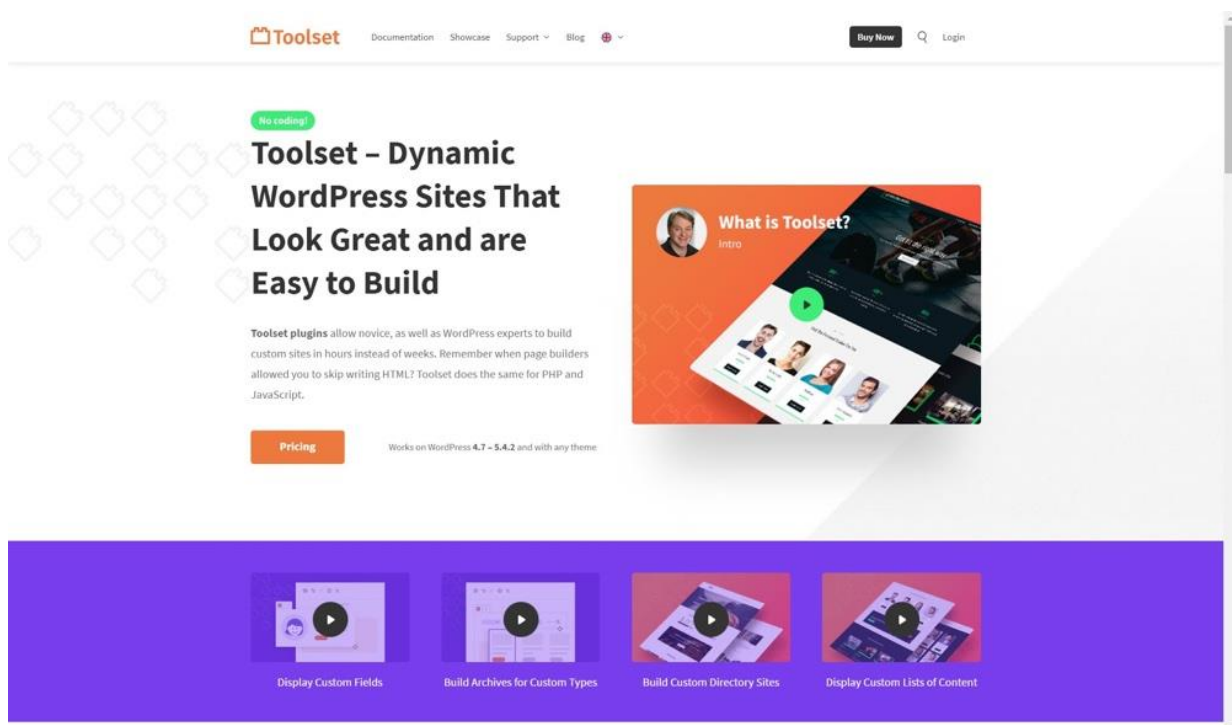 Toolset
Documentation Showcase Support Blog
Buy Now Login
No coding!
Toolset – Dynamic
WordPress Sites That
Look Great and are
Easy to Build
Toolset plugins allow novice, as well as WordPress experts to build
custom sites in hours instead of weeks. Remember when page builders
allowed you to skip writing HTML? Toolset does the same for PHP and
JavaScript.
Pricing Works on WordPress 4.7 – 5.4.2 and with any theme
What is Toolset?
Intro
Display Custom Fields
Build Archives for Custom Types
Build Custom Directory Sites
Display Custom Lists of Content